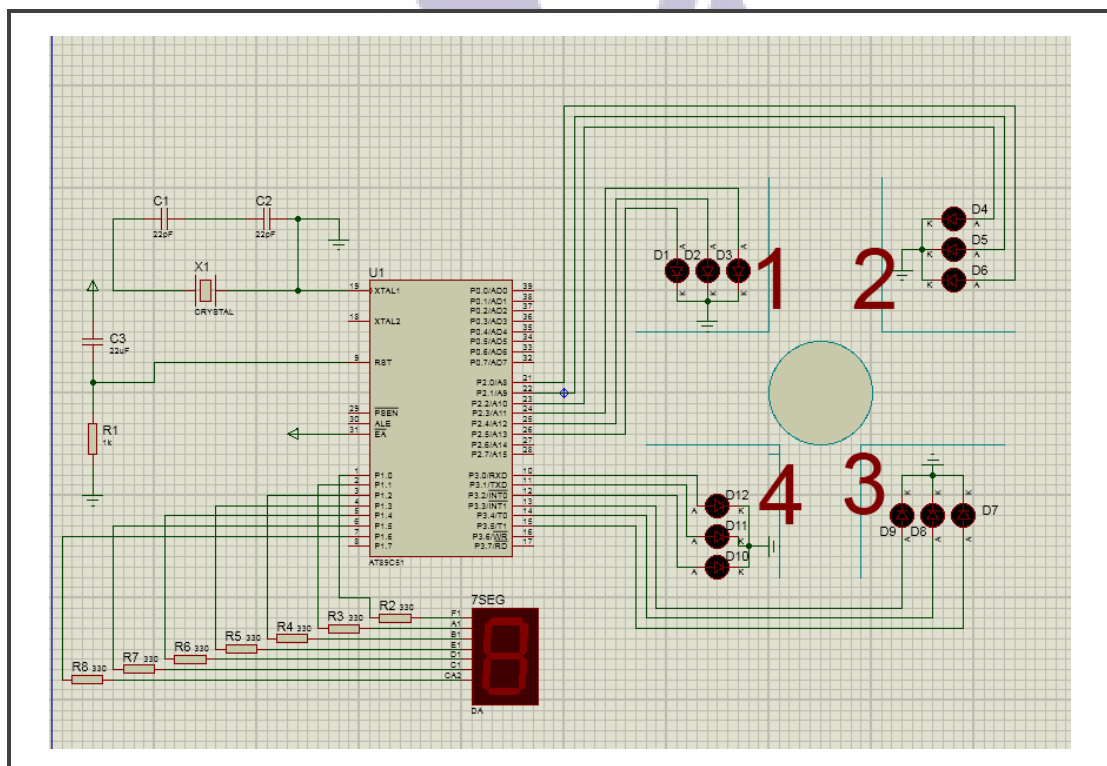 C1
22pF
C2
22pF
X1
CRYSTAL
C3
22uF
R1
1k
U1
19 XTAL1
18 XTAL2
9 RST
29 PSEN
30 ALE
31 EA
1 P1.0
2 P1.1
3 P1.2
4 P1.3
5 P1.4
6 P1.5
7 P1.6
8 P1.7
P0.0/AD0 39
P0.1/AD1 38
P0.2/AD2 37
P0.3/AD3 36
P0.4/AD4 35
P0.5/AD5 34
P0.6/AD6 33
P0.7/AD7 32
P2.0/A8 21
P2.1/A9 22
P2.2/A10 23
P2.3/A11 24
P2.4/A12 25
P2.5/A13 26
P2.6/A14 27
P2.7/A15 28
P3.0/RXD 10
P3.1/TXD 11
P3.2/INT0 12
P3.3/INT1 13
P3.4/T0 14
P3.5/T1 15
P3.6/WR 16
P3.7/RD 17
AT89C51
D1 D2 D3
A A A
K K K
1
2
D4
K A
D5
K A
D6
K A
4
3
D12
A K
D11
A K
D10
A K
K K K
D9 D8 D7
A A A
7SEG
R2 330
R3 330
R4 330
R5 330
R6 330
R7 330
R8 330
F1
A1
B1
E1
D1
C1
CA2
DA